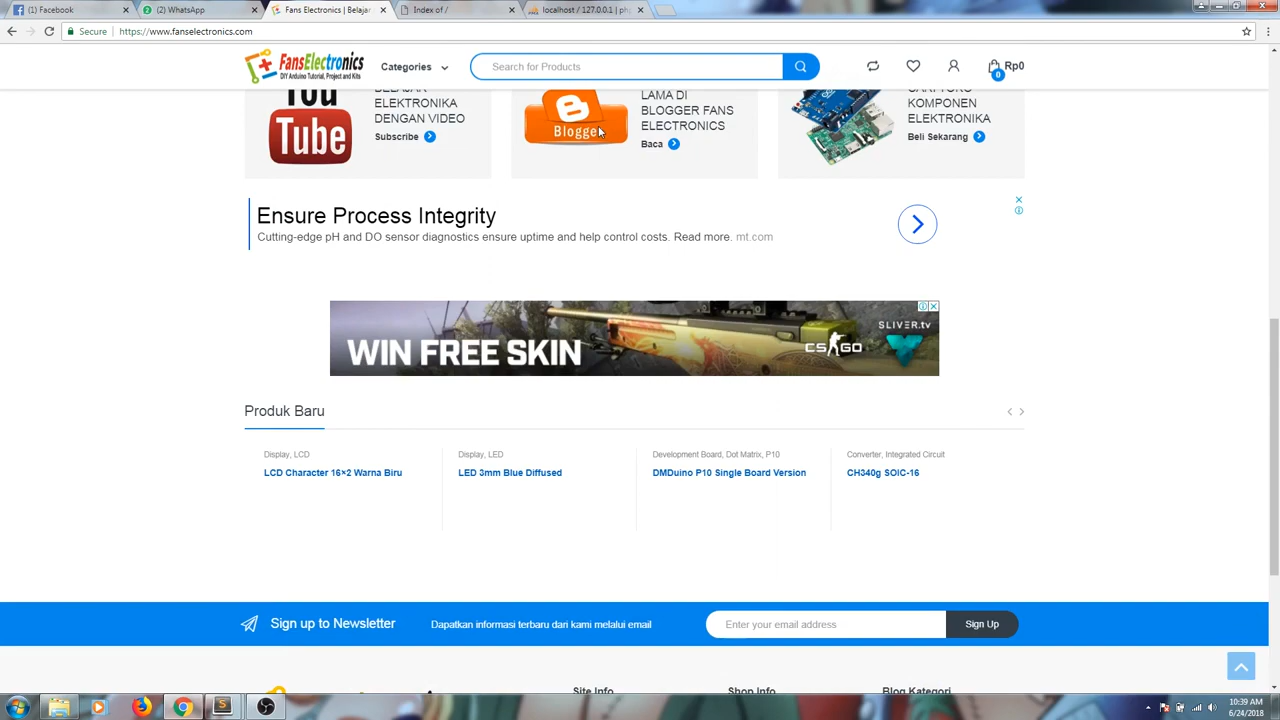 (1) Facebook
(2) WhatsApp
Fans Electronics | Belajar
Index of /
localhost / 127.0.0.1 | ph
Secure
https://www.fanselectronics.com
FansElectronics
DIY Arduino Tutorial, Project and Kits
Categories
Search for Products
Rp0
0
You
Tube
BELAJAR
ELEKTRONIKA
DENGAN VIDEO
Subscribe
Blogger
LAMA DI
BLOGGER FANS
ELECTRONICS
Baca
KOMPONEN
ELEKTRONIKA
Beli Sekarang
Ensure Process Integrity
Cutting-edge pH and DO sensor diagnostics ensure uptime and help control costs. Read more. mt.com
WIN FREE SKIN
CS GO
SLIVER.tv
Produk Baru
Display, LCD
LCD Character 16×2 Warna Biru
Display, LED
LED 3mm Blue Diffused
Development Board, Dot Matrix, P10
DMDuino P10 Single Board Version
Converter, Integrated Circuit
CH340g SOIC-16
Sign up to Newsletter
Dapatkan informasi terbaru dari kami melalui email
Enter your email address
Sign Up
Site Info
Shop Info
Blog Kategori
10:39 AM
6/24/2018